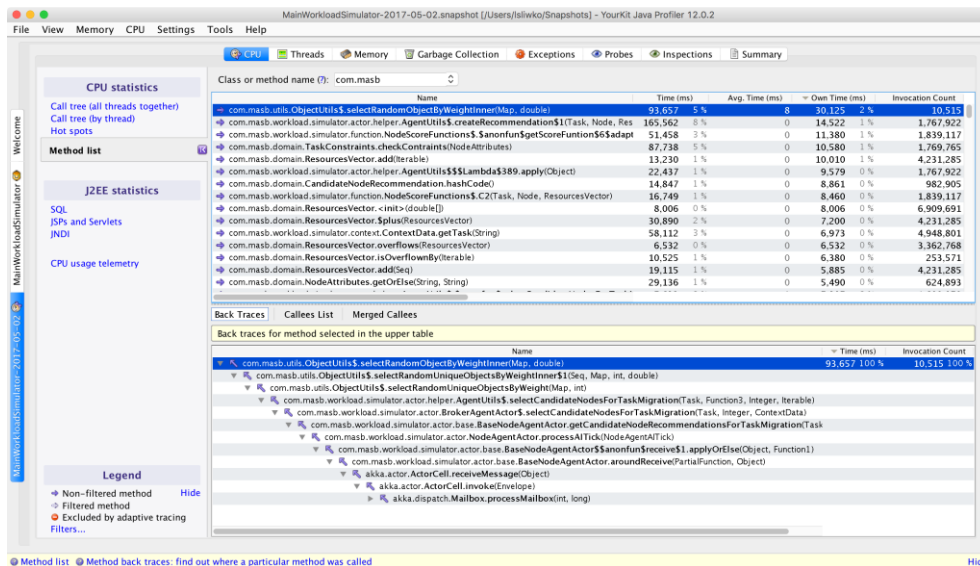 MainWorkloadSimulator-2017-05-02.snapshot [/Users/lsliwko/Snapshots] - YourKit Java Profiler 12.0.2
File View Memory CPU Settings Tools Help
CPU Threads Memory Garbage Collection Exceptions Probes Inspections Summary
Welcome
MainWorkloadSimulator
MainWorkloadSimulator-2017-05-02
CPU statistics
Call tree (all threads together)
Call tree (by thread)
Hot spots
Method list
J2EE statistics
SQL
JSPs and Servlets
JNDI
CPU usage telemetry
Legend
Non-filtered method Hide
Filtered method
Excluded by adaptive tracing
Filters...
Class or method name (?): com.masb
Name Time (ms) Avg. Time (ms) Own Time (ms) Invocation Count
com.masb.utils.ObjectUtils$.selectRandomObjectByWeightInner(Map, double) 93,657 5 % 8 30,125 2 % 10,515
com.masb.workload.simulator.actor.helper.AgentUtils$.createRecommendation$1(Task, Node, Res 165,562 8 % 0 14,522 1 % 1,767,922
com.masb.workload.simulator.function.NodeScoreFunctions$.$anonfun$getScoreFuntion$6$adapt 51,458 3 % 0 11,380 1 % 1,839,117
com.masb.domain.TaskConstraints.checkContraints(NodeAttributes) 87,738 5 % 0 10,580 1 % 1,769,765
com.masb.domain.ResourcesVector.add(Iterable) 13,230 1 % 0 10,010 1 % 4,231,285
com.masb.workload.simulator.actor.helper.AgentUtils$$$Lambda$389.apply(Object) 22,437 1 % 0 9,579 0 % 1,767,922
com.masb.domain.CandidateNodeRecommendation.hashCode() 14,847 1 % 0 8,861 0 % 982,905
com.masb.workload.simulator.function.NodeScoreFunctions$.C2(Task, Node, ResourcesVector) 16,749 1 % 0 8,460 0 % 1,839,117
com.masb.domain.ResourcesVector.<init>(double[]) 8,006 0 % 0 8,006 0 % 6,909,691
com.masb.domain.ResourcesVector.$plus(ResourcesVector) 30,890 2 % 0 7,200 0 % 4,231,285
com.masb.workload.simulator.context.ContextData.getTask(String) 58,112 3 % 0 6,973 0 % 4,948,801
com.masb.domain.ResourcesVector.overflows(ResourcesVector) 6,532 0 % 0 6,532 0 % 3,362,768
com.masb.domain.ResourcesVector.isOverflownBy(Iterable) 10,525 1 % 0 6,380 0 % 253,571
com.masb.domain.ResourcesVector.add(Seq) 19,115 1 % 0 5,885 0 % 4,231,285
com.masb.domain.NodeAttributes.getOrElse(String, String) 29,136 1 % 0 5,490 0 % 624,893
Back Traces Callees List Merged Callees
Back traces for method selected in the upper table
Name Time (ms) Invocation Count
com.masb.utils.ObjectUtils$.selectRandomObjectByWeightInner(Map, double) 93,657 100 % 10,515 100 %
com.masb.utils.ObjectUtils$.selectRandomUniqueObjectsByWeightInner$1(Seq, Map, int, double)
com.masb.utils.ObjectUtils$.selectRandomUniqueObjectsByWeight(Map, int)
com.masb.workload.simulator.actor.helper.AgentUtils$.selectCandidateNodesForTaskMigration(Task, Function3, Integer, Iterable)
com.masb.workload.simulator.actor.BrokerAgentActor$.selectCandidateNodesForTaskMigration(Task, Integer, ContextData)
com.masb.workload.simulator.actor.base.BaseNodeAgentActor.getCandidateNodeRecommendationsForTaskMigration(Task
com.masb.workload.simulator.actor.NodeAgentActor.processAITick(NodeAgentAITick)
com.masb.workload.simulator.actor.base.BaseNodeAgentActor$$anonfun$receive$1.applyOrElse(Object, Function1)
com.masb.workload.simulator.actor.base.BaseNodeAgentActor.aroundReceive(PartialFunction, Object)
akka.actor.ActorCell.receiveMessage(Object)
akka.actor.ActorCell.invoke(Envelope)
akka.dispatch.Mailbox.processMailbox(int, long)
Method list Method back traces: find out where a particular method was called